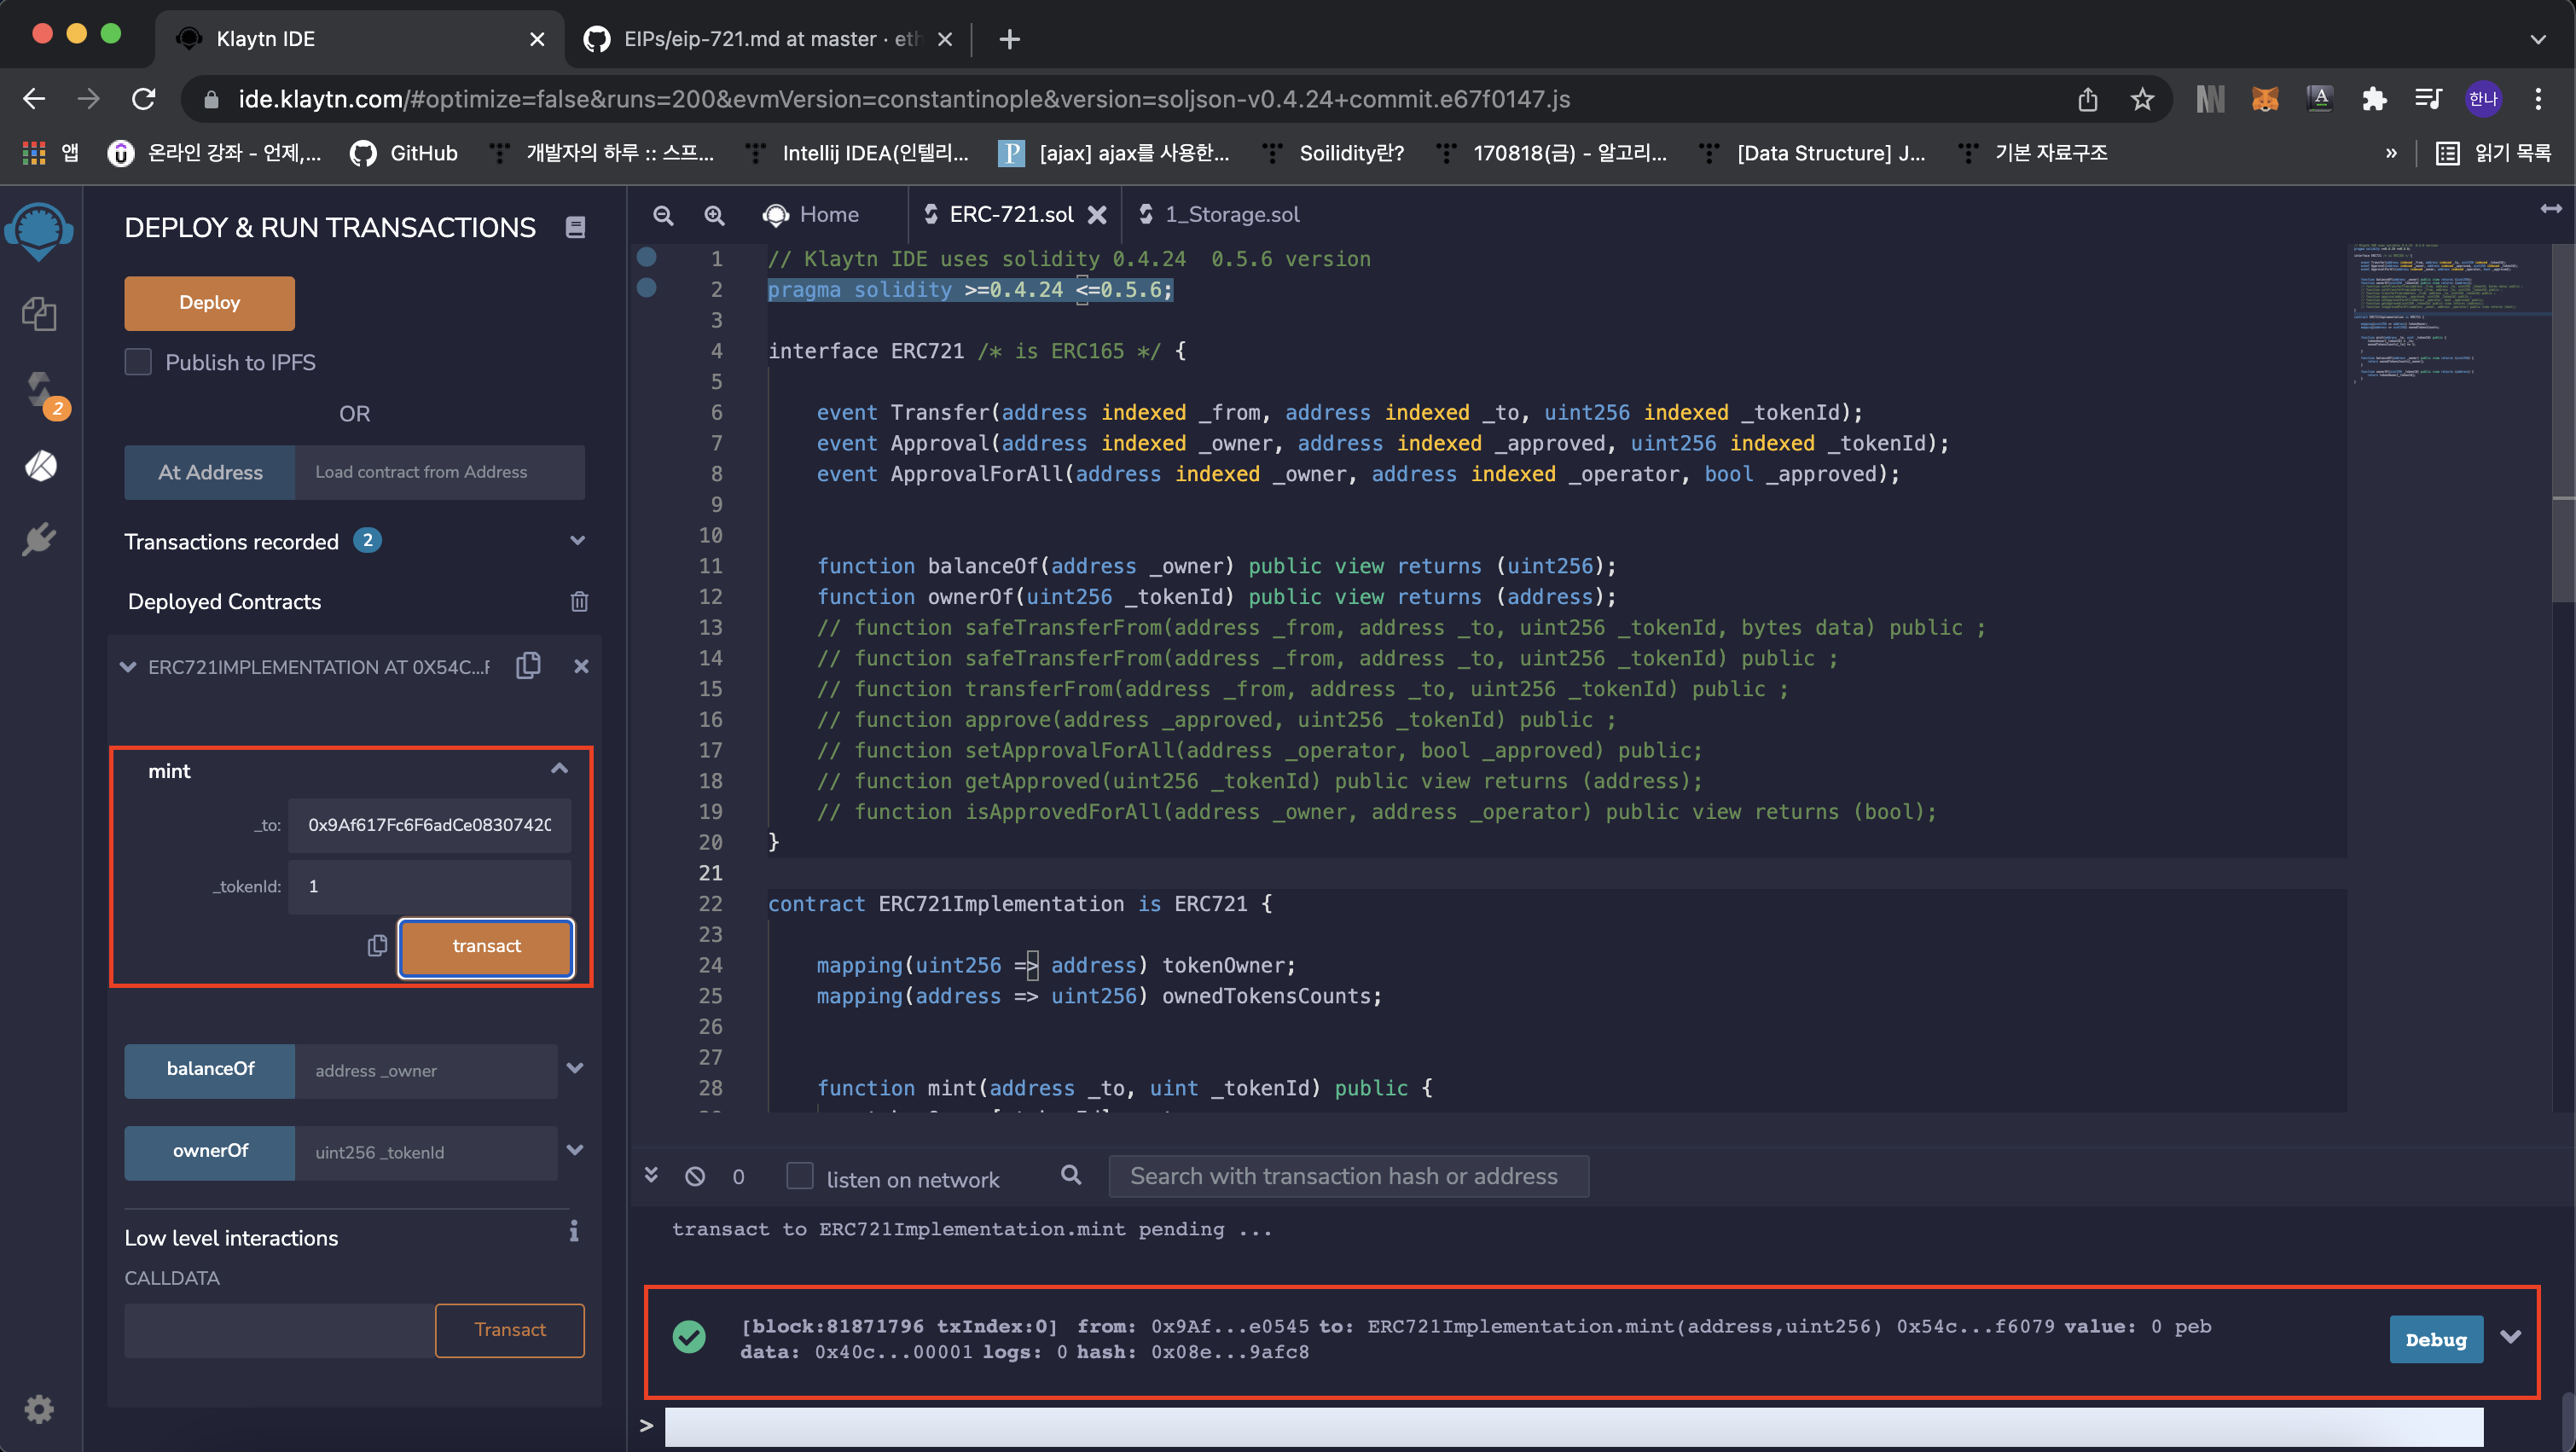 Klaytn IDE
EIPs/eip-721.md at master · eth
ide.klaytn.com/#optimize=false&runs=200&evmVersion=constantinople&version=soljson-v0.4.24+commit.e67f0147.js
한나
앱
온라인 강좌 - 언제,...
GitHub
개발자의 하루 :: 스프...
Intellij IDEA(인텔리...
[ajax] ajax를 사용한...
Soilidity란?
170818(금) - 알고리...
[Data Structure] J...
기본 자료구조
»
읽기 목록
DEPLOY & RUN TRANSACTIONS
Deploy
Publish to IPFS
OR
At Address
Load contract from Address
Transactions recorded 2
Deployed Contracts
2
ERC721IMPLEMENTATION AT 0X54C...F
mint
_to: 0x9Af617Fc6F6adCe0830742C
_tokenId: 1
transact
balanceOf address _owner
ownerOf uint256 _tokenId
Low level interactions
CALLDATA
Transact
Home
ERC-721.sol
1_Storage.sol
1 // Klaytn IDE uses solidity 0.4.24  0.5.6 version
2 pragma solidity >=0.4.24 <=0.5.6;
3
4 interface ERC721 /* is ERC165 */ {
5
6 event Transfer(address indexed _from, address indexed _to, uint256 indexed _tokenId);
7 event Approval(address indexed _owner, address indexed _approved, uint256 indexed _tokenId);
8 event ApprovalForAll(address indexed _owner, address indexed _operator, bool _approved);
9
10
11 function balanceOf(address _owner) public view returns (uint256);
12 function ownerOf(uint256 _tokenId) public view returns (address);
13 // function safeTransferFrom(address _from, address _to, uint256 _tokenId, bytes data) public ;
14 // function safeTransferFrom(address _from, address _to, uint256 _tokenId) public ;
15 // function transferFrom(address _from, address _to, uint256 _tokenId) public ;
16 // function approve(address _approved, uint256 _tokenId) public ;
17 // function setApprovalForAll(address _operator, bool _approved) public;
18 // function getApproved(uint256 _tokenId) public view returns (address);
19 // function isApprovedForAll(address _owner, address _operator) public view returns (bool);
20 }
21
22 contract ERC721Implementation is ERC721 {
23
24 mapping(uint256 => address) tokenOwner;
25 mapping(address => uint256) ownedTokensCounts;
26
27
28 function mint(address _to, uint _tokenId) public {
0
listen on network
Search with transaction hash or address
transact to ERC721Implementation.mint pending ...
[block:81871796 txIndex:0] from: 0x9Af...e0545 to: ERC721Implementation.mint(address,uint256) 0x54c...f6079 value: 0 peb
data: 0x40c...00001 logs: 0 hash: 0x08e...9afc8
Debug
>